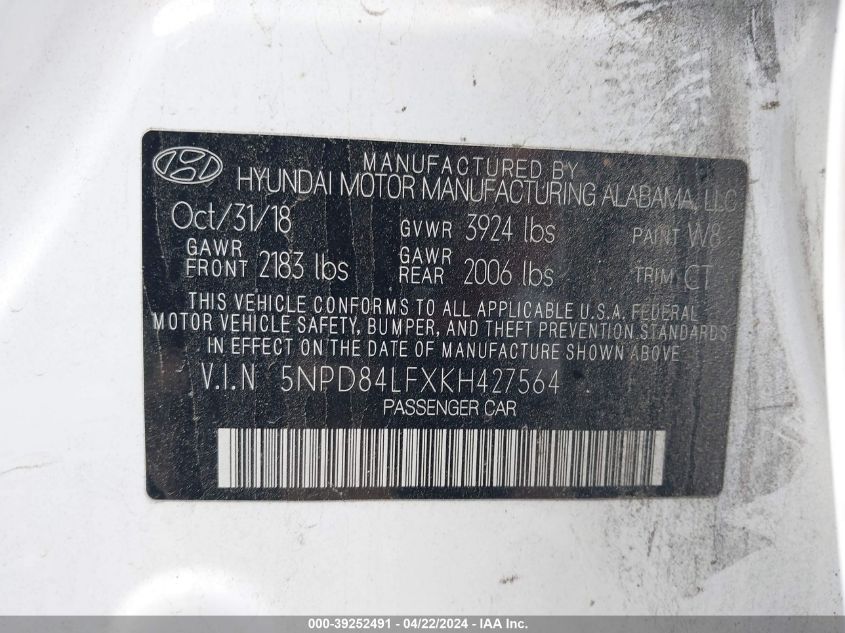 MANUFACTURED BY
HYUNDAI MOTOR MANUFACTURING ALABAMA, LLC
Oct/31/18 GVWR 3924 lbs PAINT W8
GAWR FRONT 2183 lbs GAWR REAR 2006 lbs TRIM CT
THIS VEHICLE CONFORMS TO ALL APPLICABLE U.S.A. FEDERAL
MOTOR VEHICLE SAFETY, BUMPER, AND THEFT PREVENTION STANDARDS
IN EFFECT ON THE DATE OF MANUFACTURE SHOWN ABOVE
V.I.N 5NPD84LFXKH427564
PASSENGER CAR
000-39252491 - 04/22/2024 - IAA Inc.